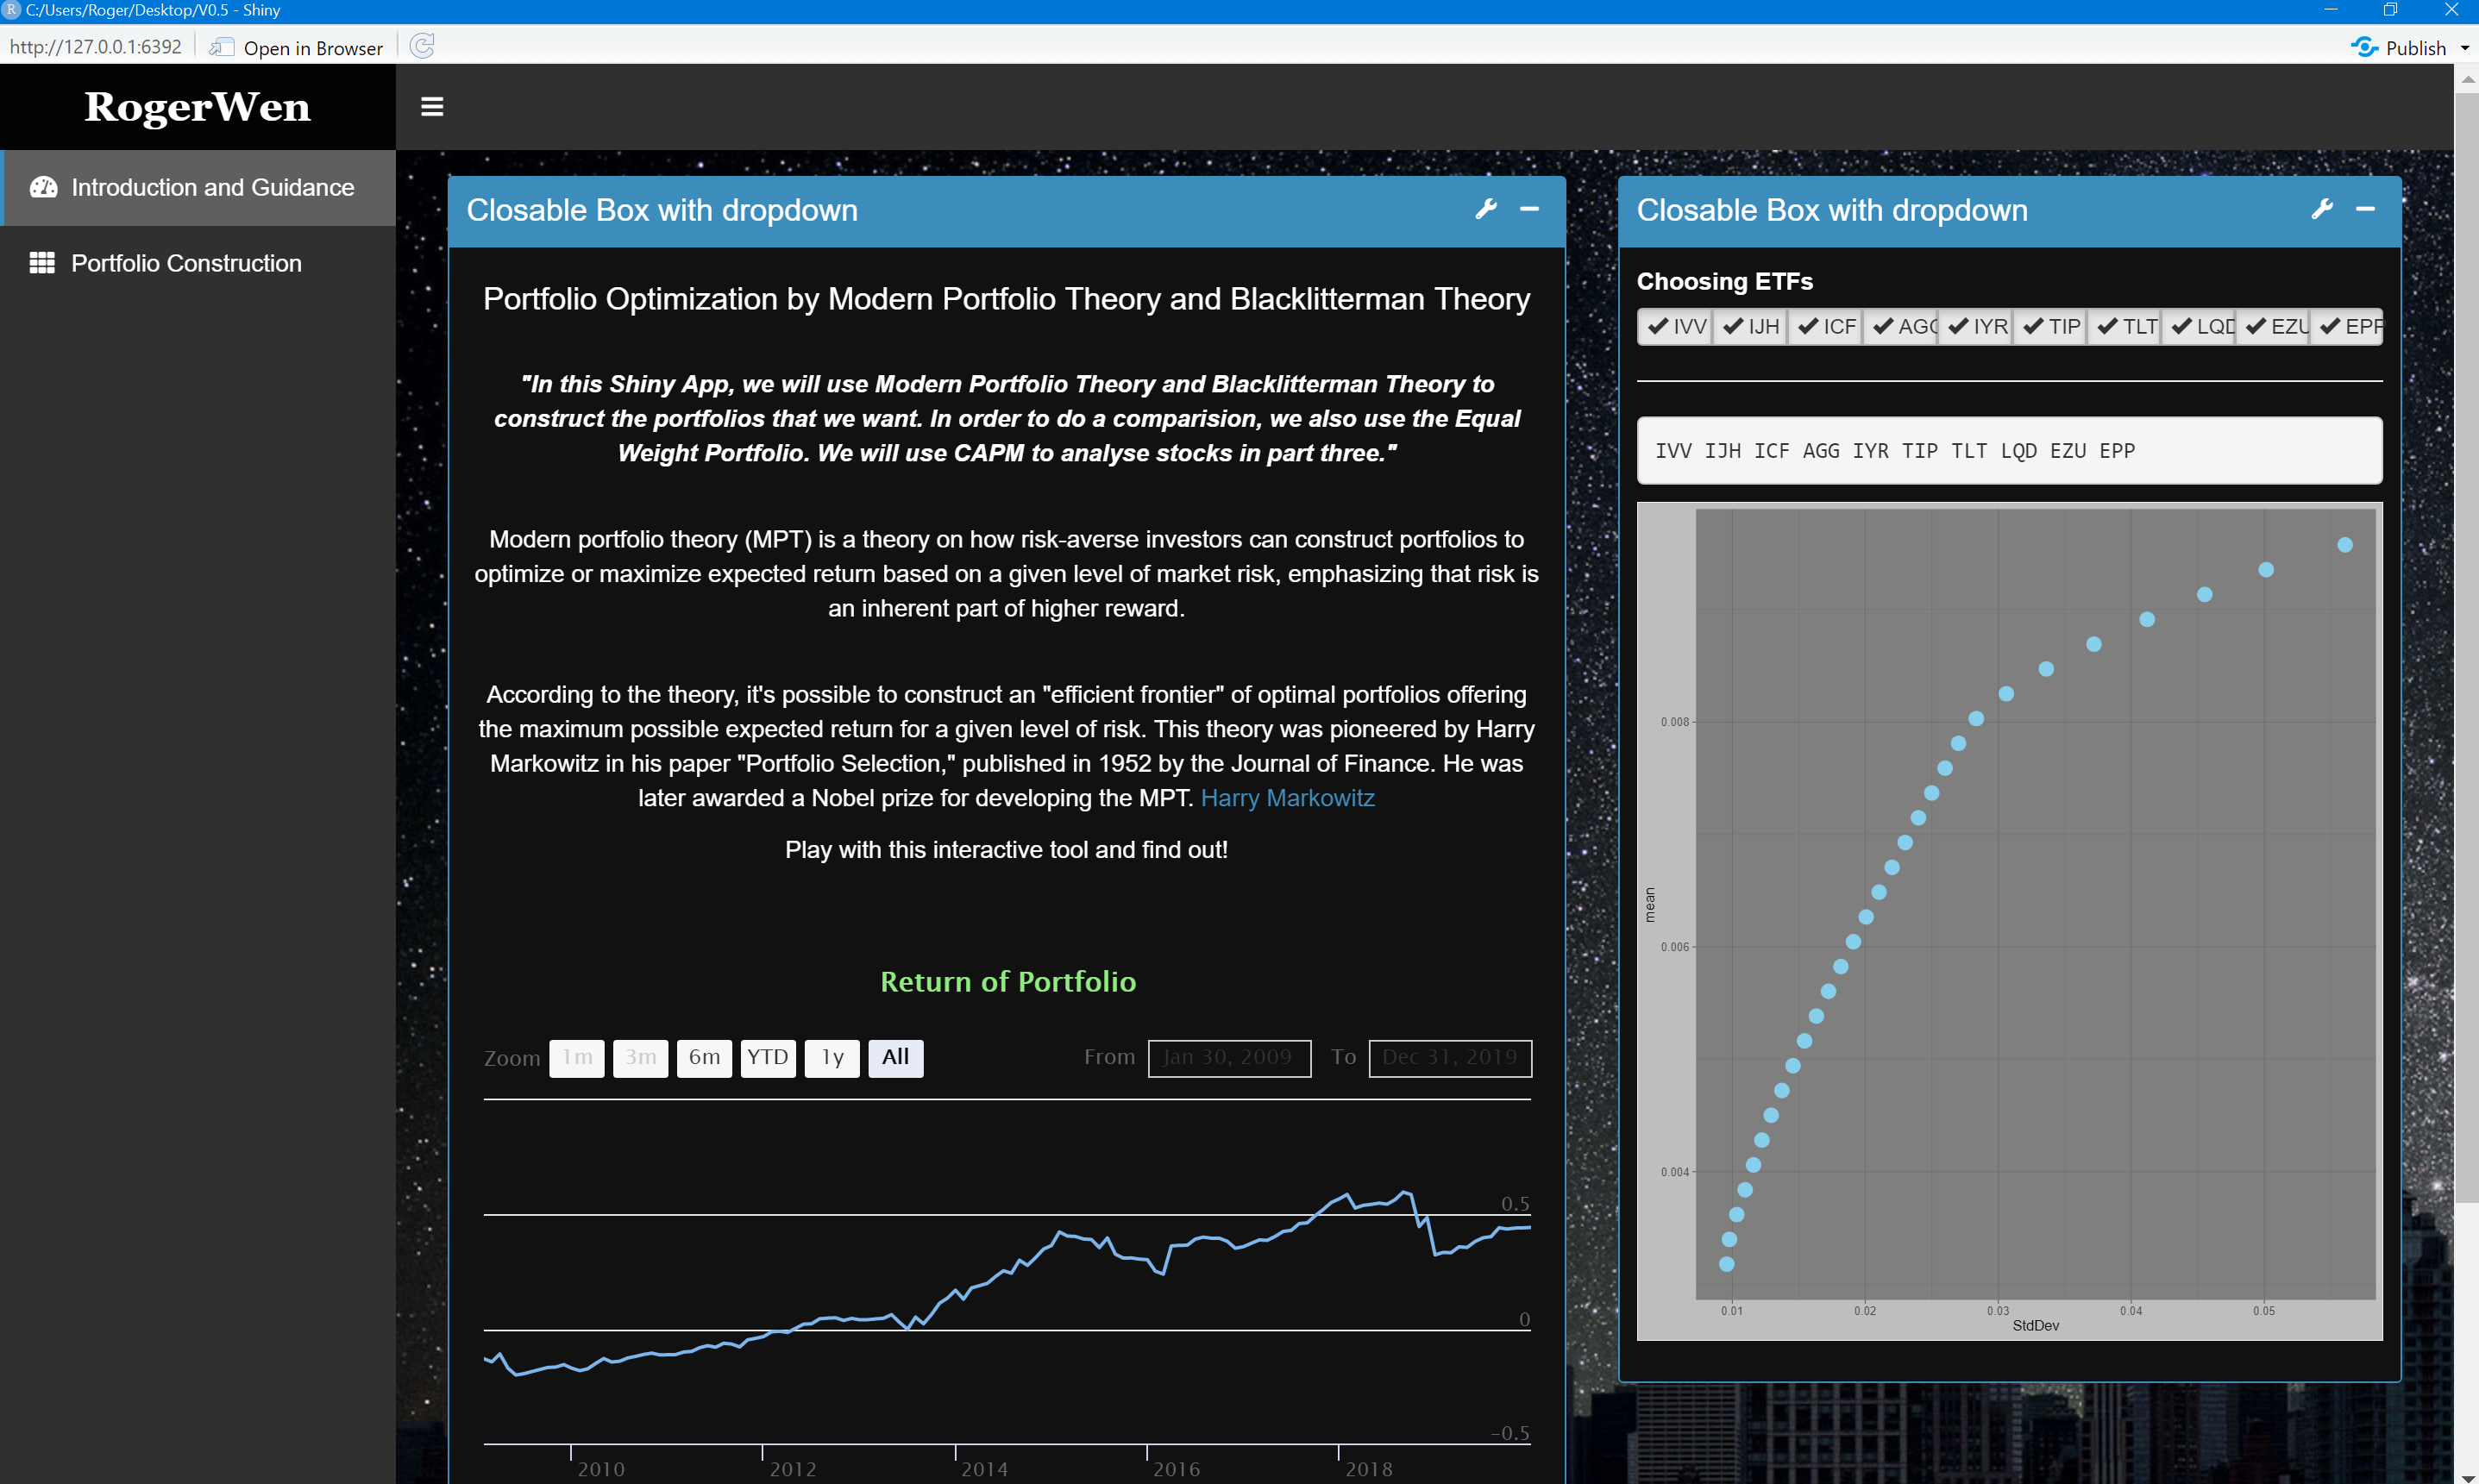 C:/Users/Roger/Desktop/V0.5 - Shiny
http://127.0.0.1:6392
Open in Browser
Publish
RogerWen
Introduction and Guidance
Portfolio Construction
Closable Box with dropdown
Portfolio Optimization by Modern Portfolio Theory and Blacklitterman Theory
"In this Shiny App, we will use Modern Portfolio Theory and Blacklitterman Theory to
construct the portfolios that we want. In order to do a comparision, we also use the Equal
Weight Portfolio. We will use CAPM to analyse stocks in part three."
Modern portfolio theory (MPT) is a theory on how risk-averse investors can construct portfolios to
optimize or maximize expected return based on a given level of market risk, emphasizing that risk is
an inherent part of higher reward.
According to the theory, it's possible to construct an "efficient frontier" of optimal portfolios offering
the maximum possible expected return for a given level of risk. This theory was pioneered by Harry
Markowitz in his paper "Portfolio Selection," published in 1952 by the Journal of Finance. He was
later awarded a Nobel prize for developing the MPT. Harry Markowitz
Play with this interactive tool and find out!
Return of Portfolio
Zoom 1m 3m 6m YTD 1y All From Jan 30, 2009 To Dec 31, 2019
0.5
0
-0.5
2010 2012 2014 2016 2018
Closable Box with dropdown
Choosing ETFs
IVV IJH ICF AGG IYR TIP TLT LQD EZU EPP
IVV IJH ICF AGG IYR TIP TLT LQD EZU EPP
0.008
mean
0.006
0.004
0.01 0.02 0.03 0.04 0.05
StdDev